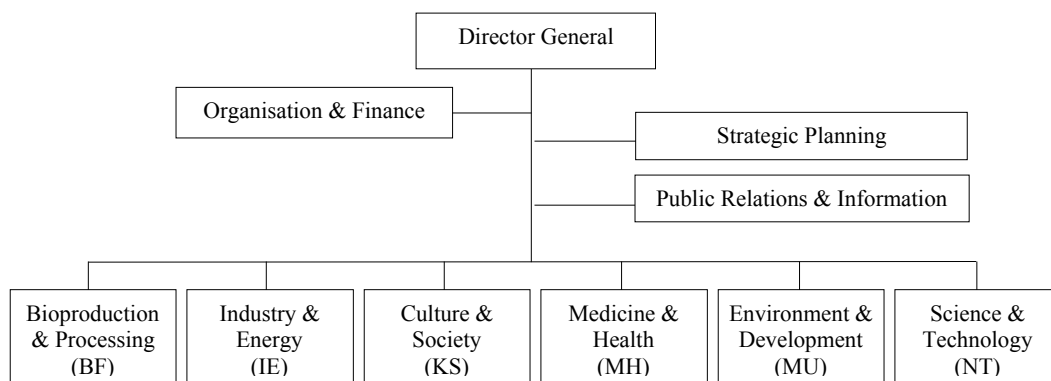 Director General
Organisation & Finance
Strategic Planning
Public Relations & Information
Bioproduction
& Processing
(BF)
Industry &
Energy
(IE)
Culture &
Society
(KS)
Medicine &
Health
(MH)
Environment &
Development
(MU)
Science &
Technology
(NT)